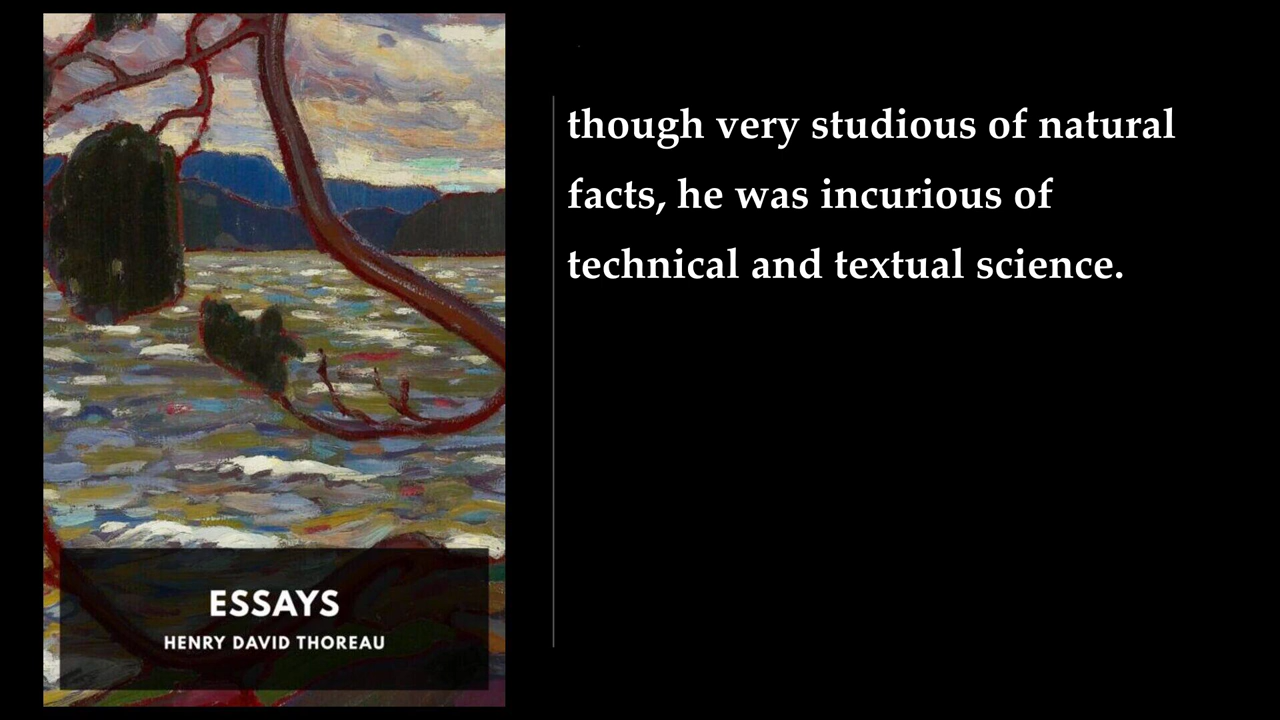 ESSAYS
HENRY DAVID THOREAU
though very studious of natural
facts, he was incurious of
technical and textual science.